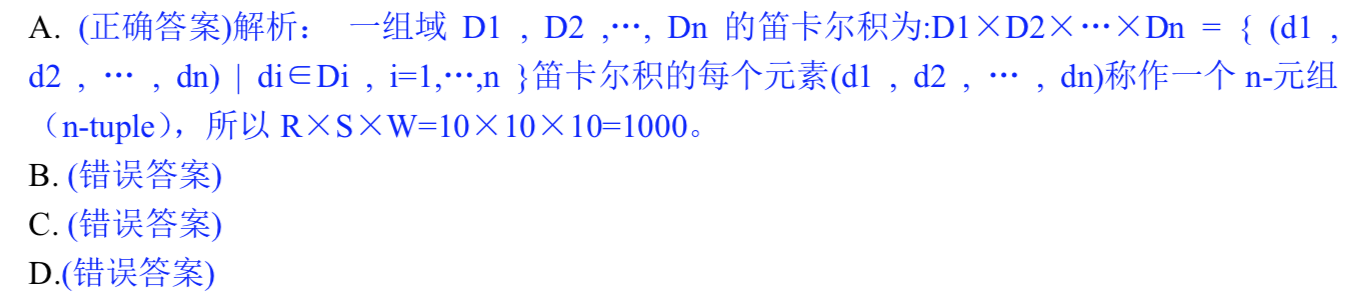 A.  (正确答案)解析：  一组域 D1 , D2 ,···, Dn 的笛卡尔积为:D1×D2×···×Dn = { (d1 ,
d2 , ··· , dn) | di∈Di , i=1,···,n }笛卡尔积的每个元素(d1 , d2 , ··· , dn)称作一个 n-元组
（n-tuple），所以 R×S×W=10×10×10=1000。
B. (错误答案)
C. (错误答案)
D.(错误答案)